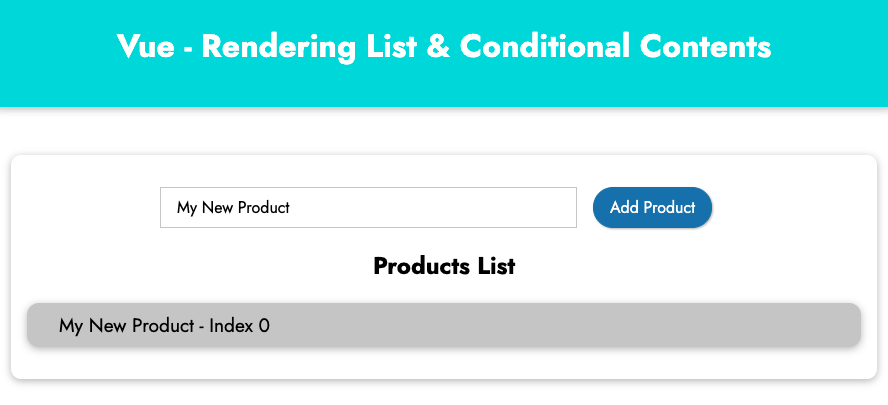 Vue - Rendering List & Conditional Contents
My New Product
Add Product
Products List
My New Product - Index 0